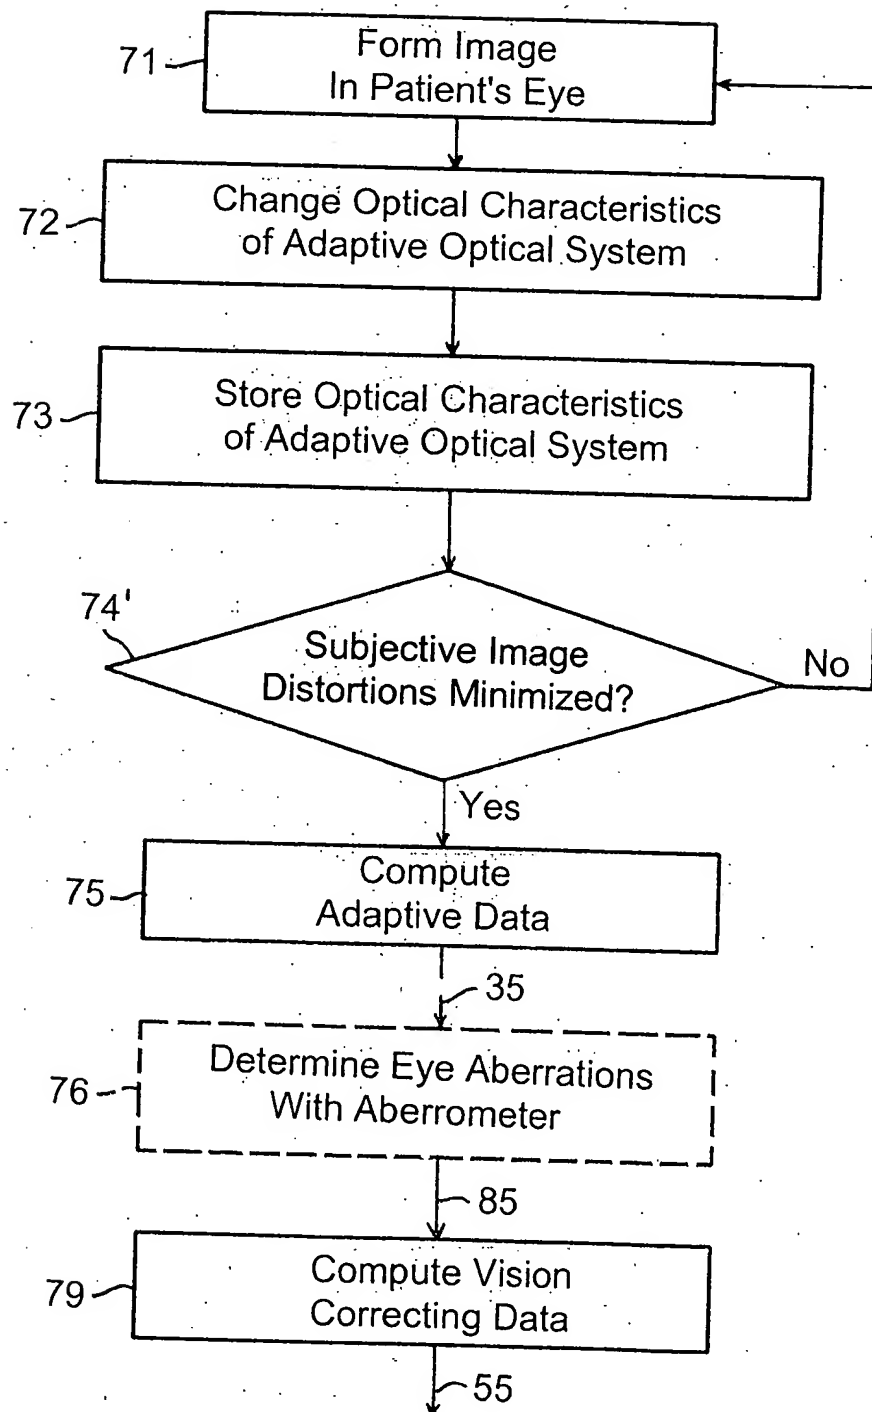 71
Form Image
In Patient's Eye
72
Change Optical Characteristics
of Adaptive Optical System
73
Store Optical Characteristics
of Adaptive Optical System
74'
Subjective Image
Distortions Minimized?
No
Yes
75
Compute
Adaptive Data
35
76
Determine Eye Aberrations
With Aberrometer
85
79
Compute Vision
Correcting Data
55